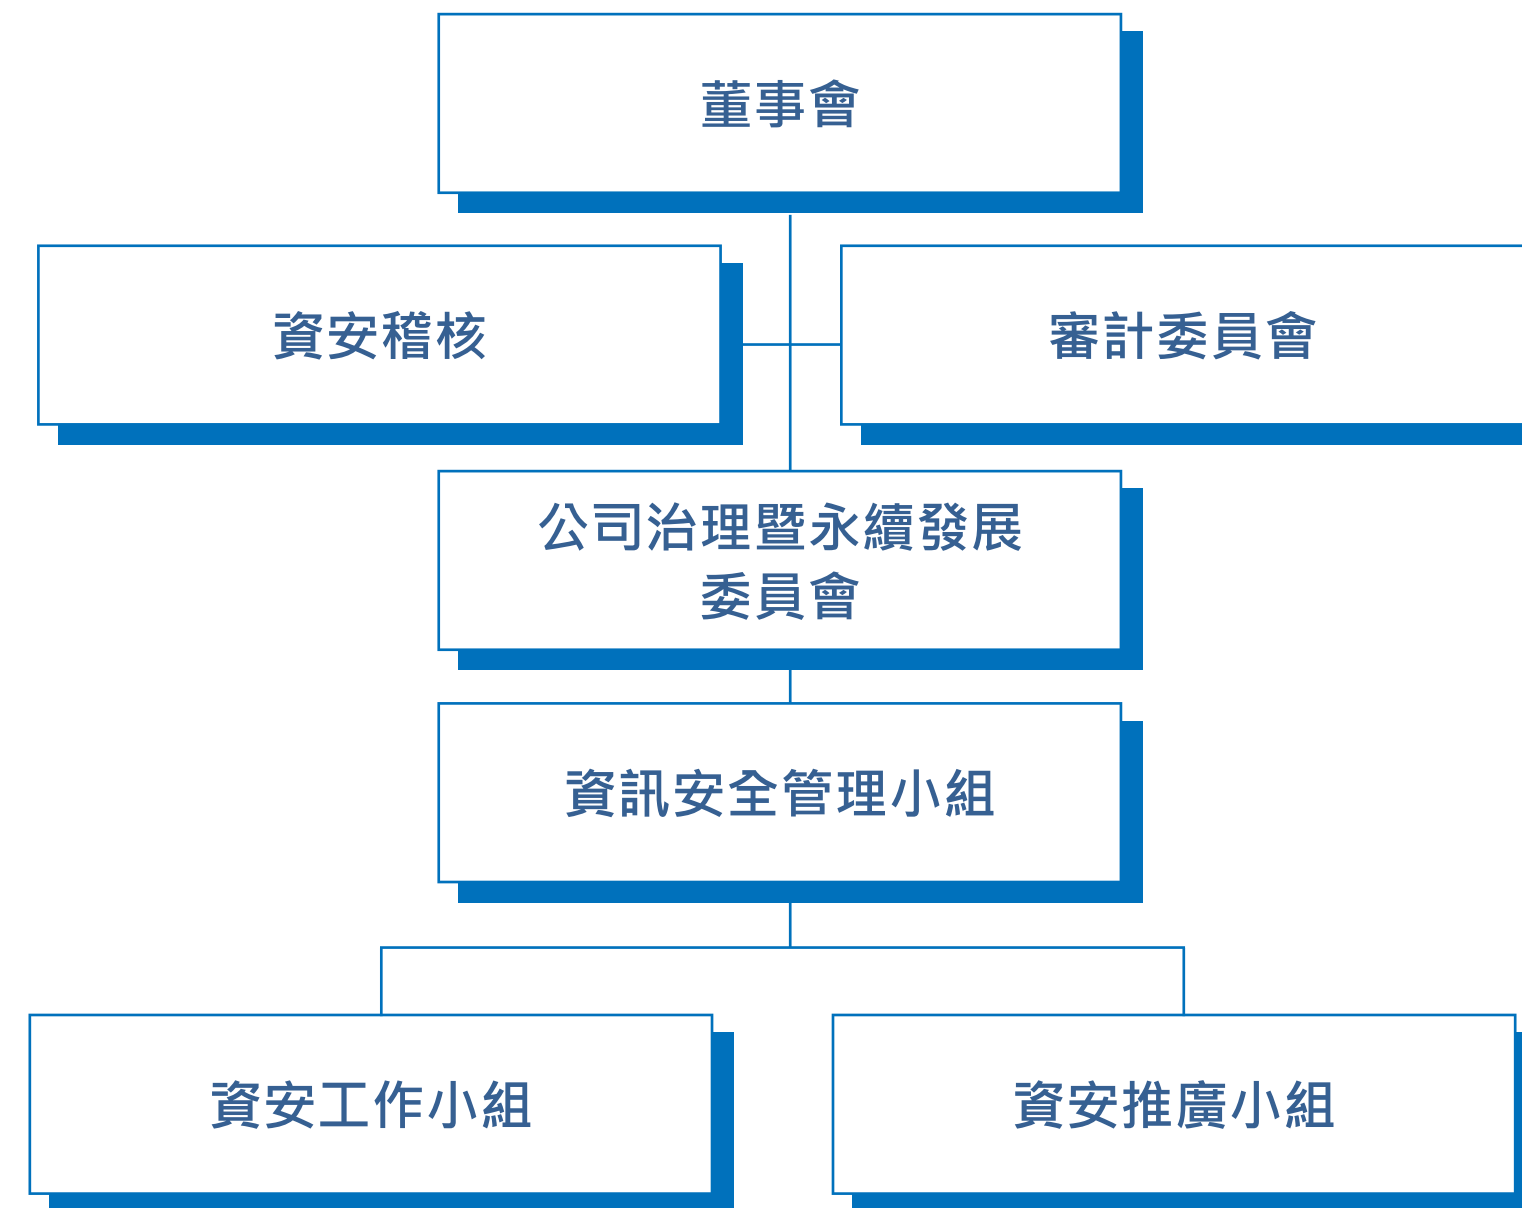 董事會
資安稽核
審計委員會
公司治理暨永續發展
委員會
資訊安全管理小組
資安工作小組
資安推廣小組